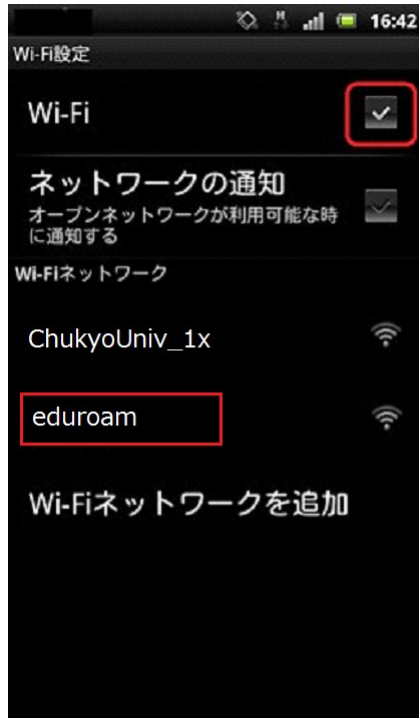 16:42
Wi-Fi設定
Wi-Fi
ネットワークの通知
オープンネットワークが利用可能な時
に通知する
Wi-Fiネットワーク
ChukyoUniv_1x
eduroam
Wi-Fiネットワークを追加